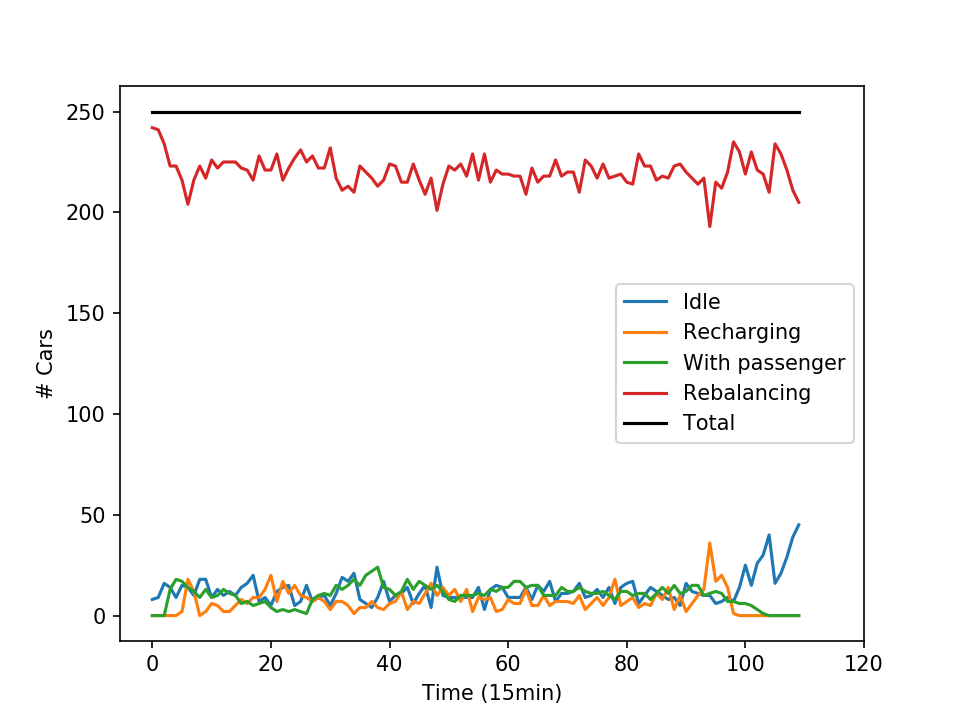 250
200
150
100
50
0
# Cars
Idle
Recharging
With passenger
Rebalancing
Total
0 20 40 60 80 100 120
Time (15min)